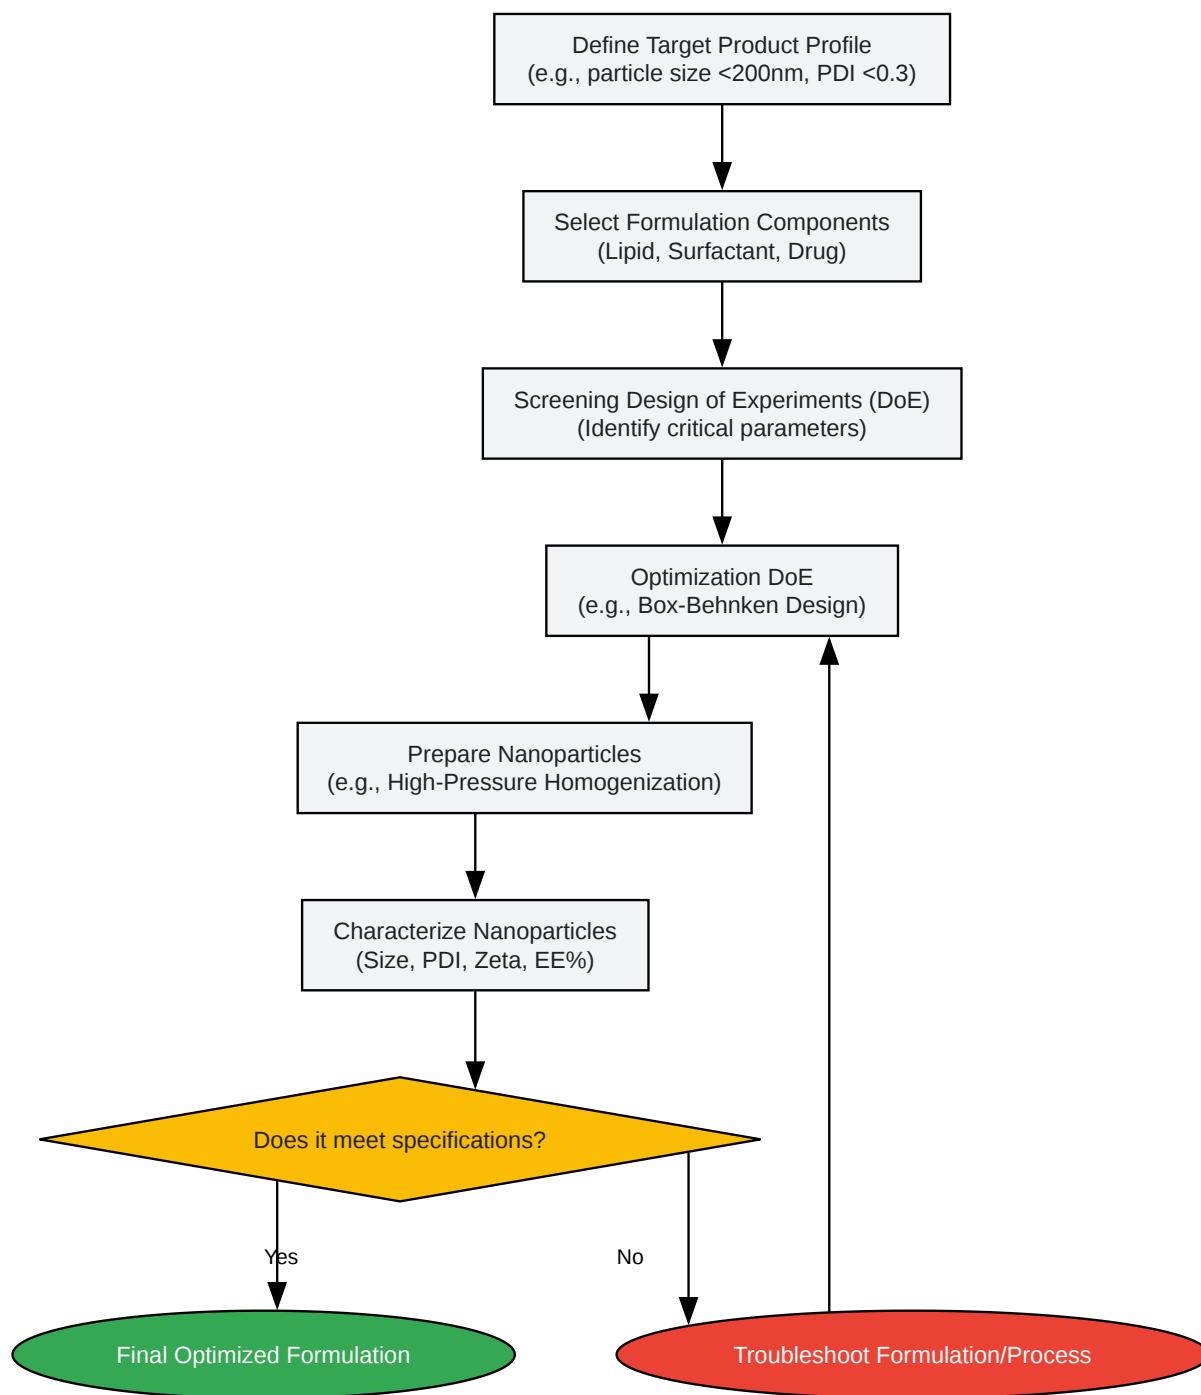 Define Target Product Profile
(e.g., particle size <200nm, PDI <0.3)
Select Formulation Components
(Lipid, Surfactant, Drug)
Screening Design of Experiments (DoE)
(Identify critical parameters)
Optimization DoE
(e.g., Box-Behnken Design)
Prepare Nanoparticles
(e.g., High-Pressure Homogenization)
Characterize Nanoparticles
(Size, PDI, Zeta, EE%)
Does it meet specifications?
Yes
No
Final Optimized Formulation
Troubleshoot Formulation/Process